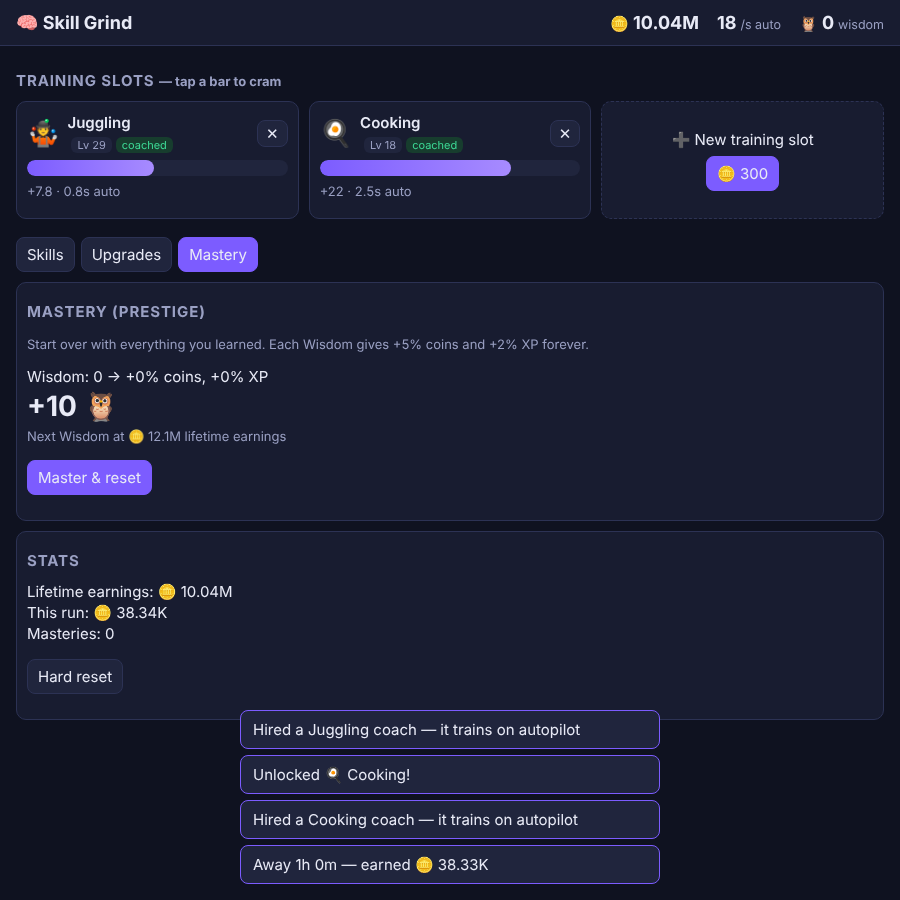 🧠 Skill Grind
🪙 10.04M 18 /s auto 🦉 0 wisdom
TRAINING SLOTS — tap a bar to cram
Juggling
Lv 29 coached
✕
+7.8 · 0.8s auto
Cooking
Lv 18 coached
✕
+22 · 2.5s auto
➕ New training slot
🪙 300
Skills
Upgrades
Mastery
MASTERY (PRESTIGE)
Start over with everything you learned. Each Wisdom gives +5% coins and +2% XP forever.
Wisdom: 0 → +0% coins, +0% XP
+10 🦉
Next Wisdom at 🪙 12.1M lifetime earnings
Master & reset
STATS
Lifetime earnings: 🪙 10.04M
This run: 🪙 38.34K
Masteries: 0
Hard reset
Hired a Juggling coach — it trains on autopilot
Unlocked 🍳 Cooking!
Hired a Cooking coach — it trains on autopilot
Away 1h 0m — earned 🪙 38.33K